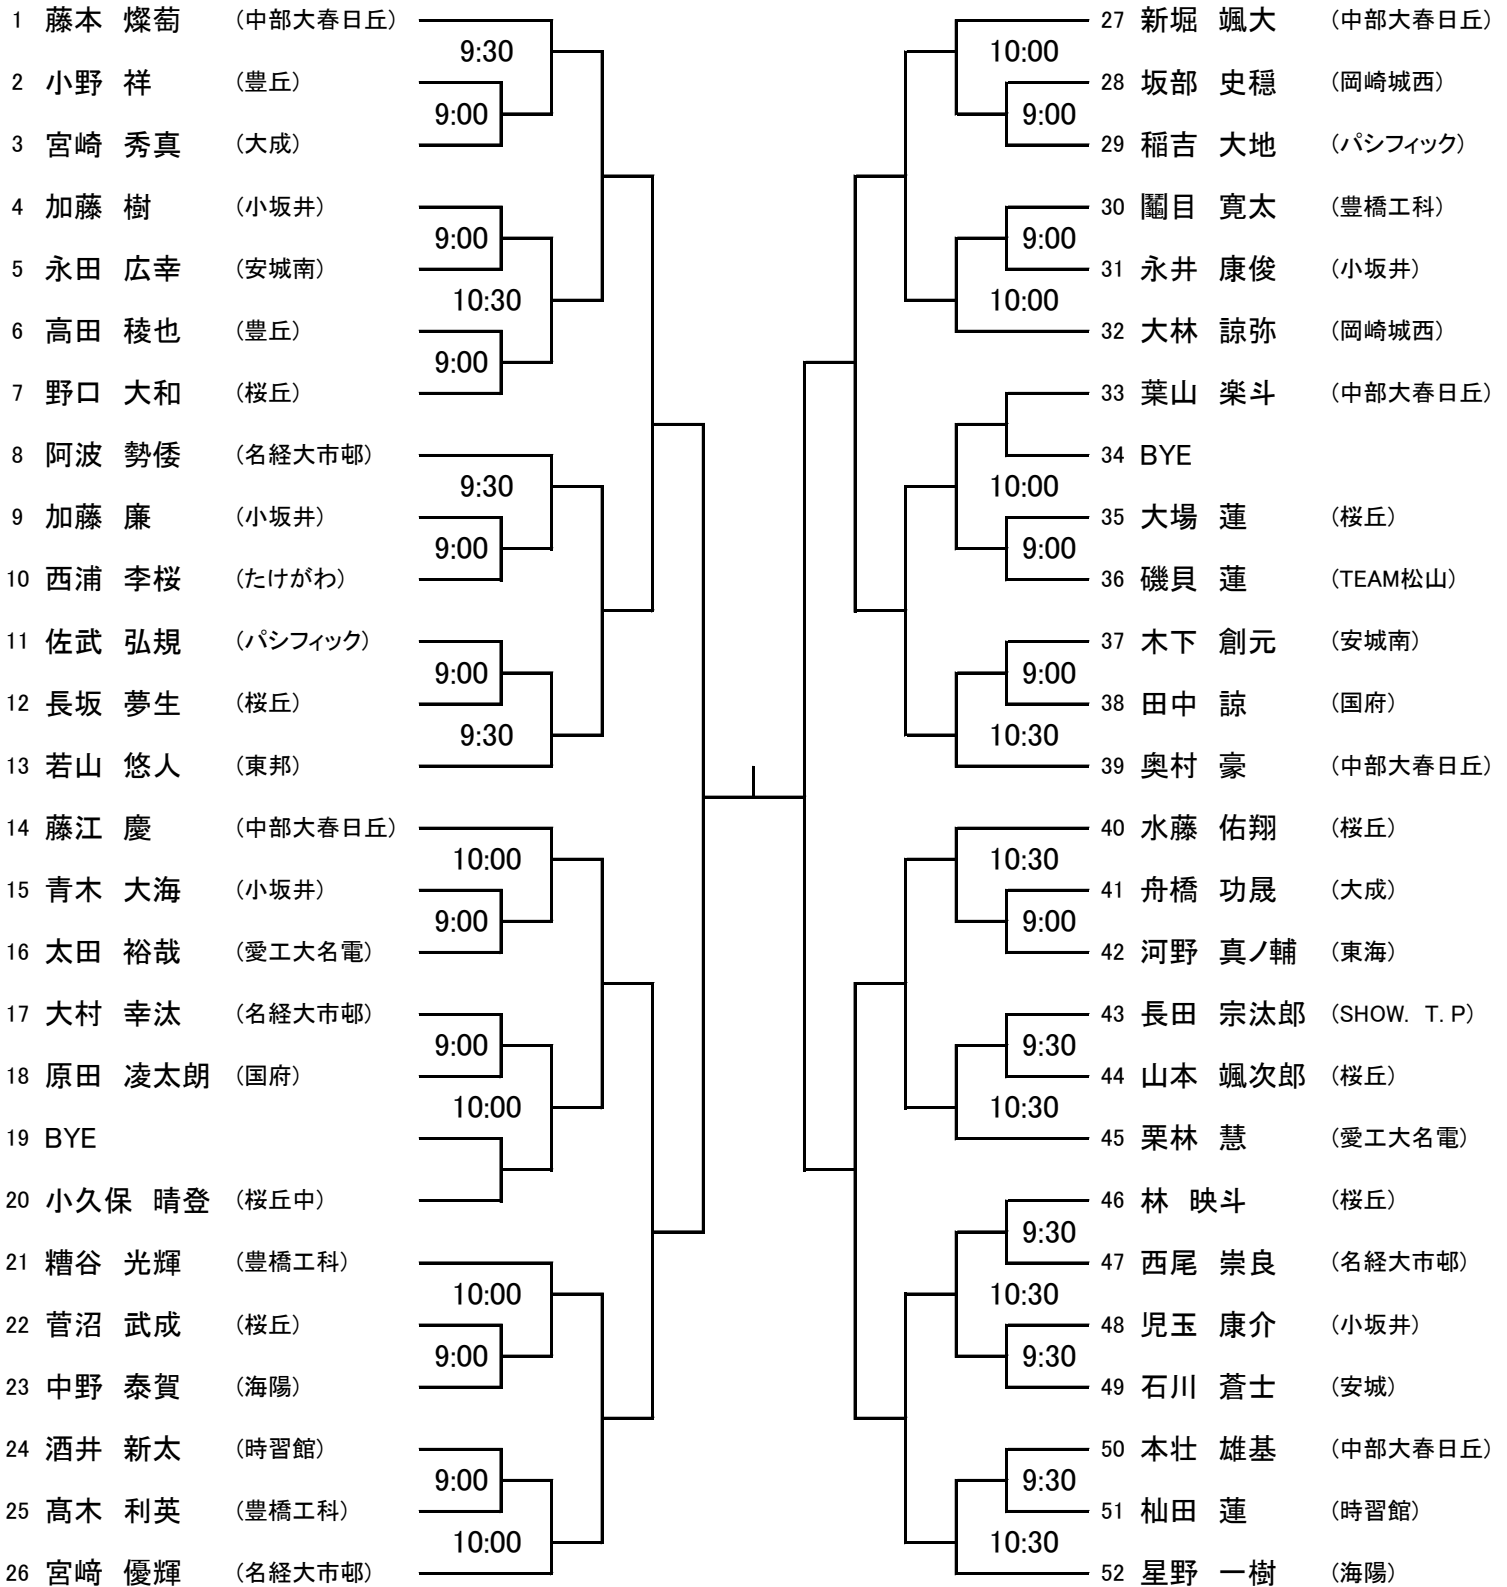 1 藤本 燦萄 （中部大春日丘）
9:30
2 小野 祥 （豊丘）
9:00
3 宮崎 秀真 （大成）
4 加藤 樹 （小坂井）
9:00
5 永田 広幸 （安城南）
10:30
6 高田 稜也 （豊丘）
9:00
7 野口 大和 （桜丘）
8 阿波 勢倭 （名経大市邨）
9:30
9 加藤 廉 （小坂井）
9:00
10 西浦 李桜 （たけがわ）
11 佐武 弘規 （パシフィック）
9:00
12 長坂 夢生 （桜丘）
9:30
13 若山 悠人 （東邦）
14 藤江 慶 （中部大春日丘）
10:00
15 青木 大海 （小坂井）
9:00
16 太田 裕哉 （愛工大名電）
17 大村 幸汰 （名経大市邨）
9:00
18 原田 凌太朗 （国府）
10:00
19 BYE
20 小久保 晴登 （桜丘中）
21 糟谷 光輝 （豊橋工科）
10:00
22 菅沼 武成 （桜丘）
9:00
23 中野 泰賀 （海陽）
24 酒井 新太 （時習館）
9:00
25 髙木 利英 （豊橋工科）
10:00
26 宮﨑 優輝 （名経大市邨）
27 新堀 颯大 （中部大春日丘）
10:00
28 坂部 史穏 （岡崎城西）
9:00
29 稲吉 大地 （パシフィック）
30 鬮目 寛太 （豊橋工科）
9:00
31 永井 康俊 （小坂井）
10:00
32 大林 諒弥 （岡崎城西）
33 葉山 楽斗 （中部大春日丘）
34 BYE
10:00
35 大場 蓮 （桜丘）
9:00
36 磯貝 蓮 （TEAM松山）
37 木下 創元 （安城南）
9:00
38 田中 諒 （国府）
10:30
39 奥村 豪 （中部大春日丘）
40 水藤 佑翔 （桜丘）
10:30
41 舟橋 功晟 （大成）
9:00
42 河野 真ノ輔 （東海）
43 長田 宗汰郎 （SHOW. T.P）
9:30
44 山本 颯次郎 （桜丘）
10:30
45 栗林 慧 （愛工大名電）
46 林 映斗 （桜丘）
9:30
47 西尾 崇良 （名経大市邨）
10:30
48 児玉 康介 （小坂井）
9:30
49 石川 蒼士 （安城）
50 本壮 雄基 （中部大春日丘）
9:30
51 杣田 蓮 （時習館）
10:30
52 星野 一樹 （海陽）